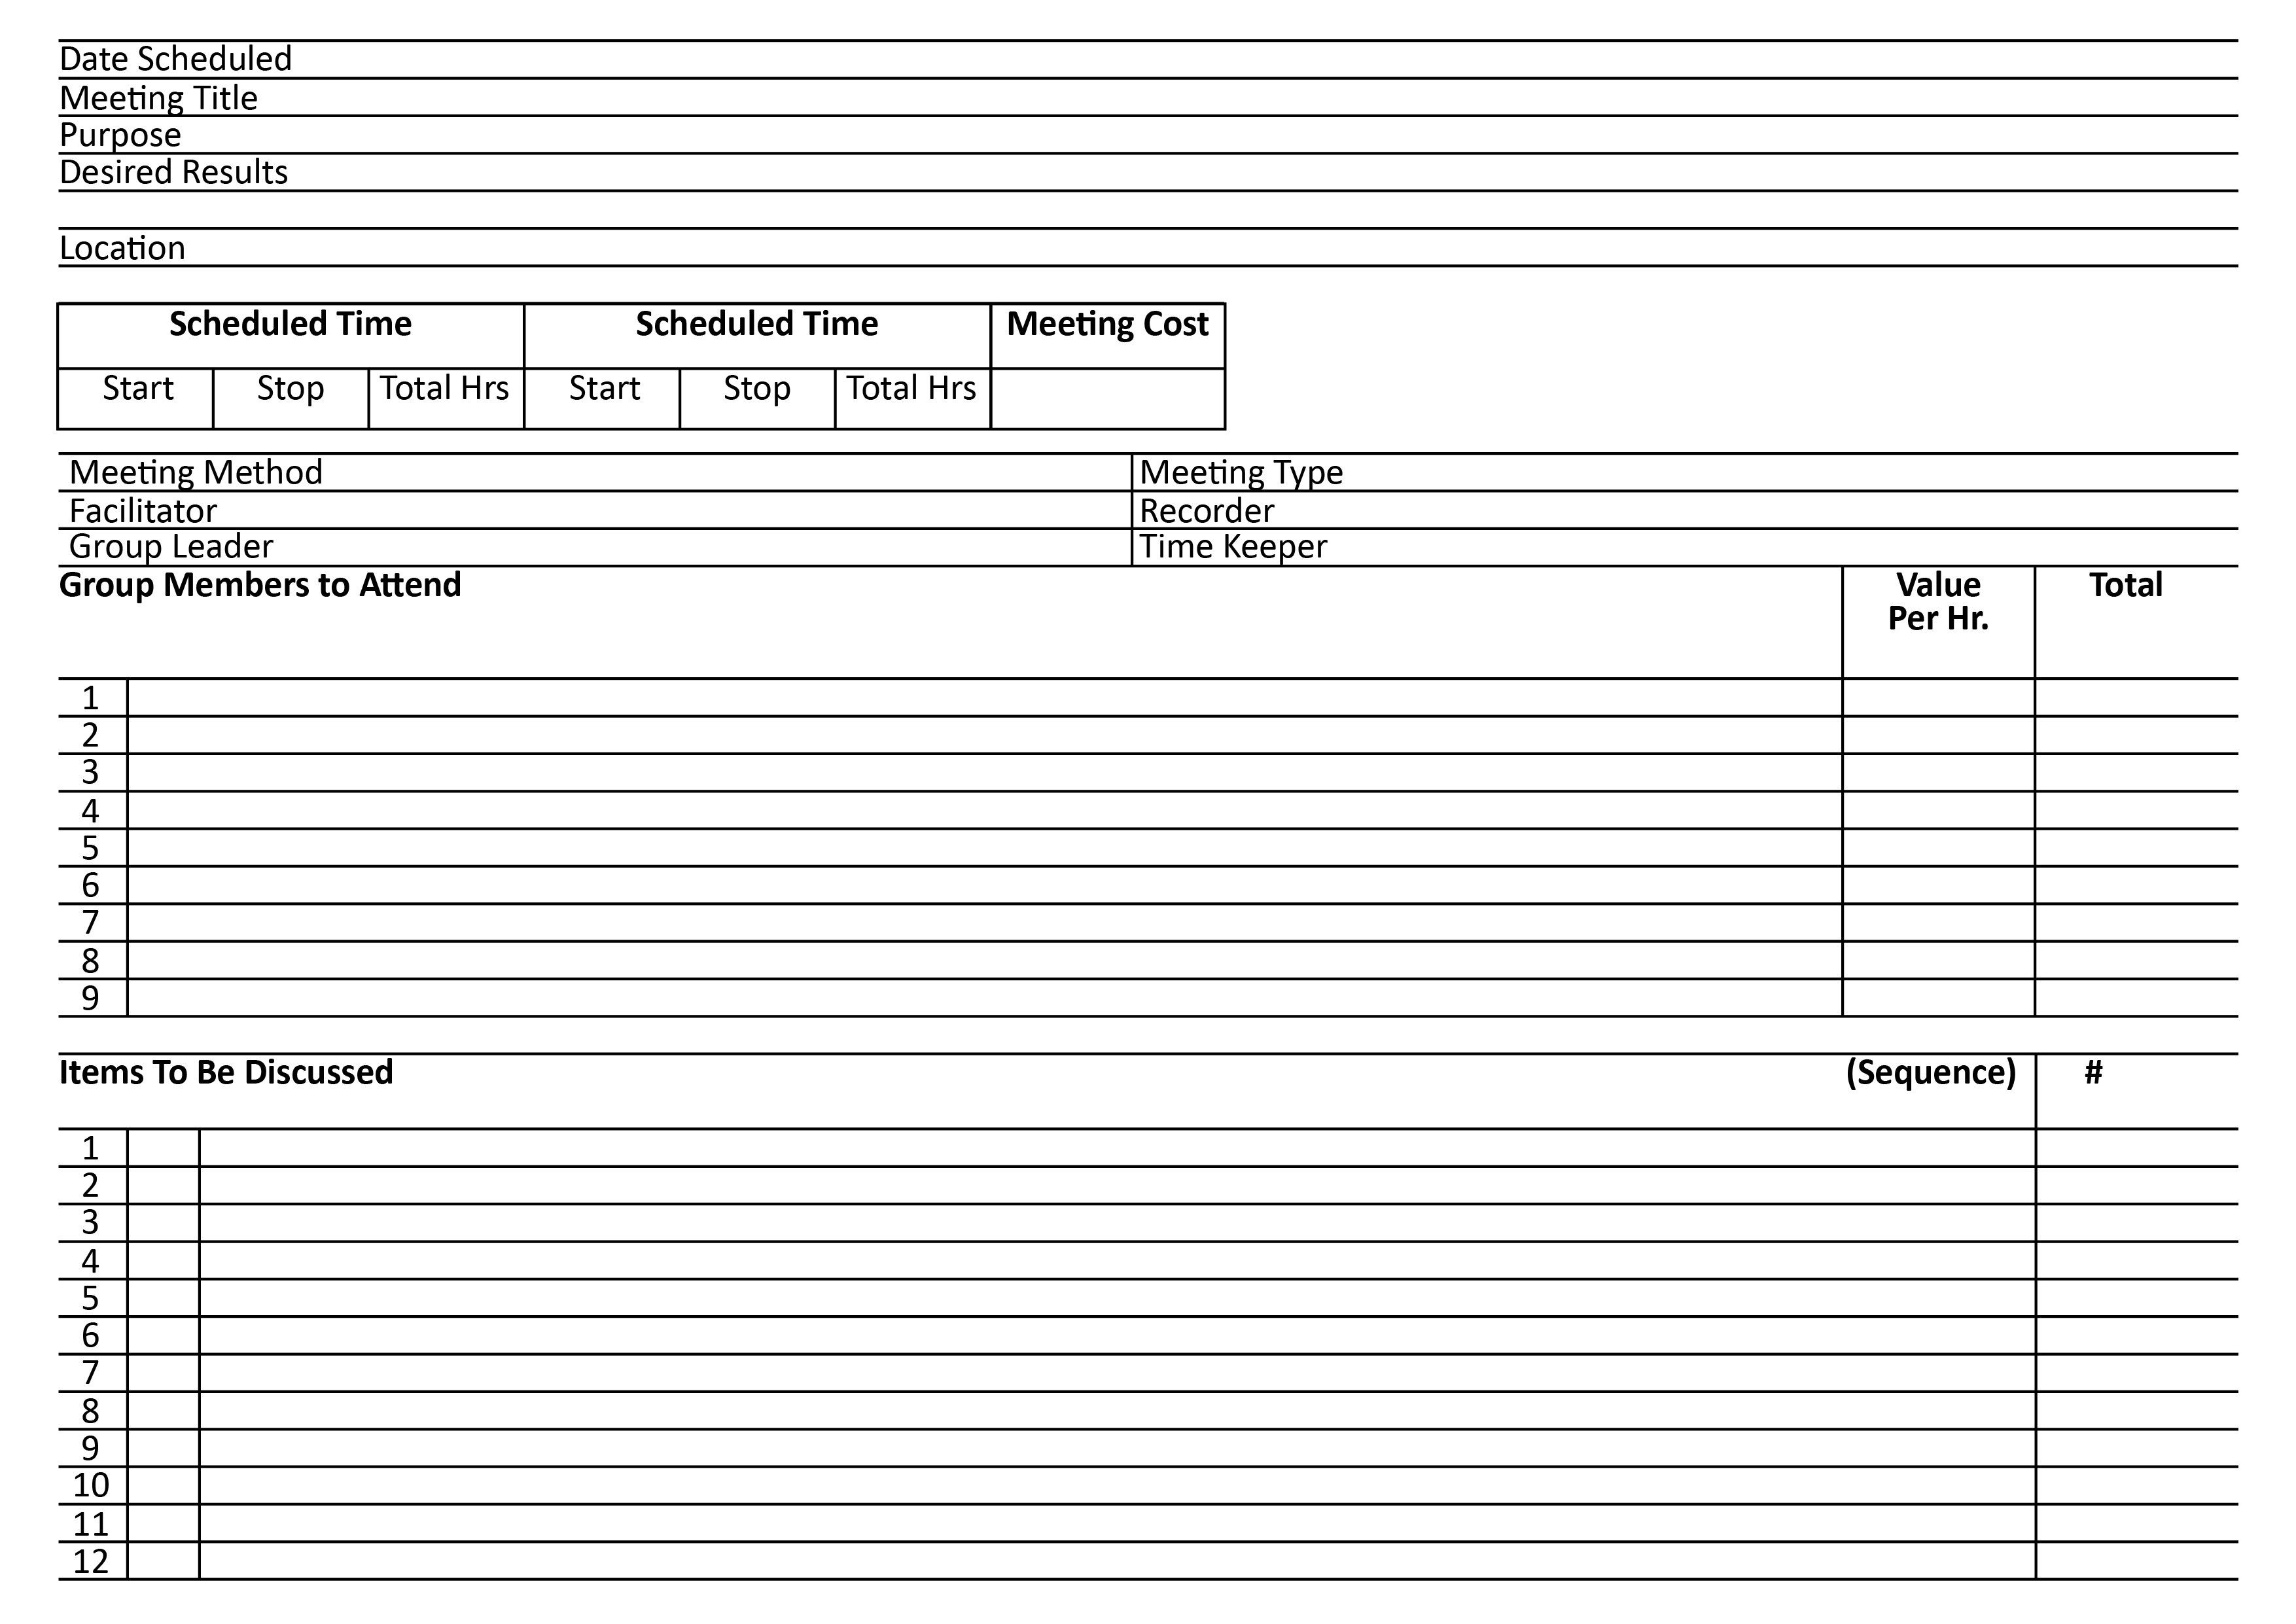 Date Scheduled
Meeting Title
Purpose
Desired Results
Location
Scheduled Time Scheduled Time Meeting Cost
Start Stop Total Hrs Start Stop Total Hrs
Meeting Method Meeting Type
Facilitator Recorder
Group Leader Time Keeper
Group Members to Attend Value Total
Per Hr.
1
2
3
4
5
6
7
8
9
Items To Be Discussed (Sequence) #
1
2
3
4
5
6
7
8
9
10
11
12